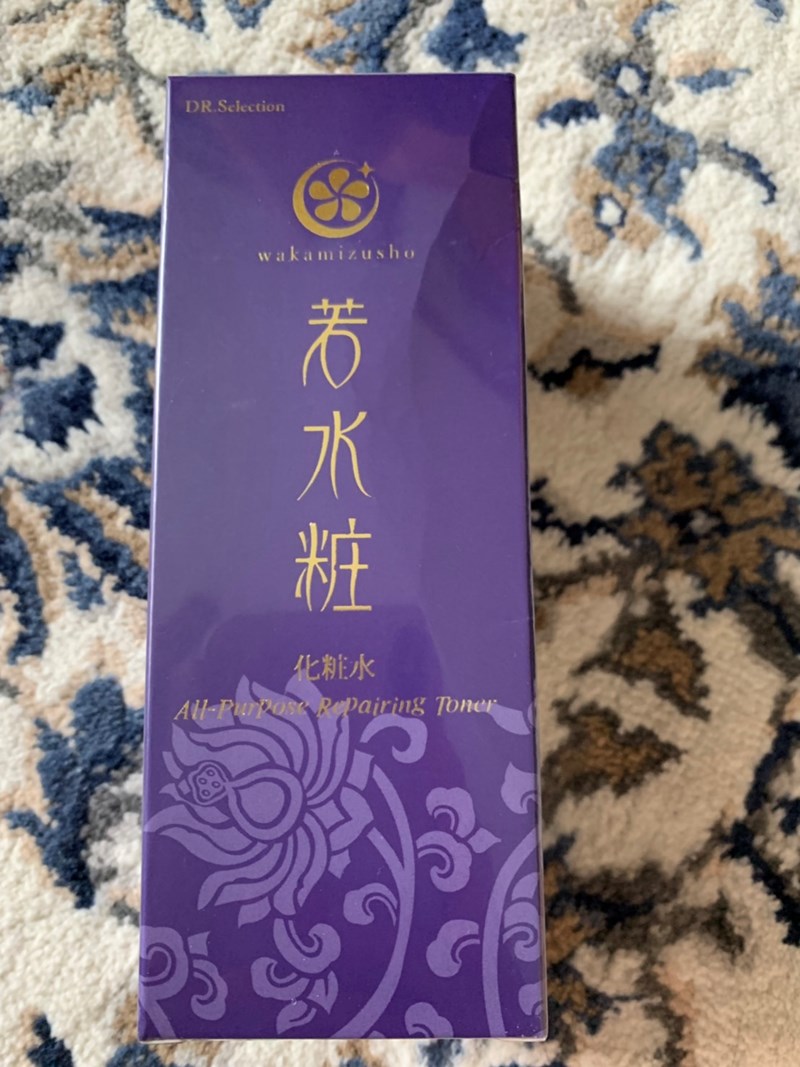 DR.Selection
wakamizusho
若水粧
化粧水
All-Purpose Repairing Toner